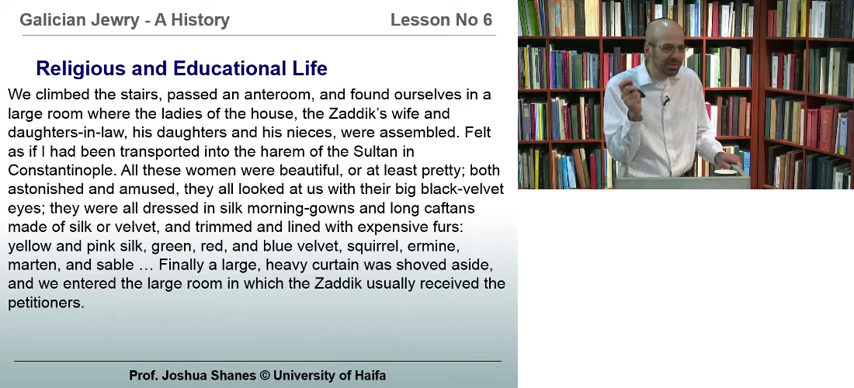 Galician Jewry - A History
Lesson No 6
Religious and Educational Life
We climbed the stairs, passed an anteroom, and found ourselves in a
large room where the ladies of the house, the Zaddik's wife and
daughters-in-law, his daughters and his nieces, were assembled. Felt
as if I had been transported into the harem of the Sultan in
Constantinople. All these women were beautiful, or at least pretty; both
astonished and amused, they all looked at us with their big black-velvet
eyes; they were all dressed in silk morning-gowns and long caftans
made of silk or velvet, and trimmed and lined with expensive furs:
yellow and pink silk, green, red, and blue velvet, squirrel, ermine,
marten, and sable … Finally a large, heavy curtain was shoved aside,
and we entered the large room in which the Zaddik usually received the
petitioners.
Prof. Joshua Shanes © University of Haifa